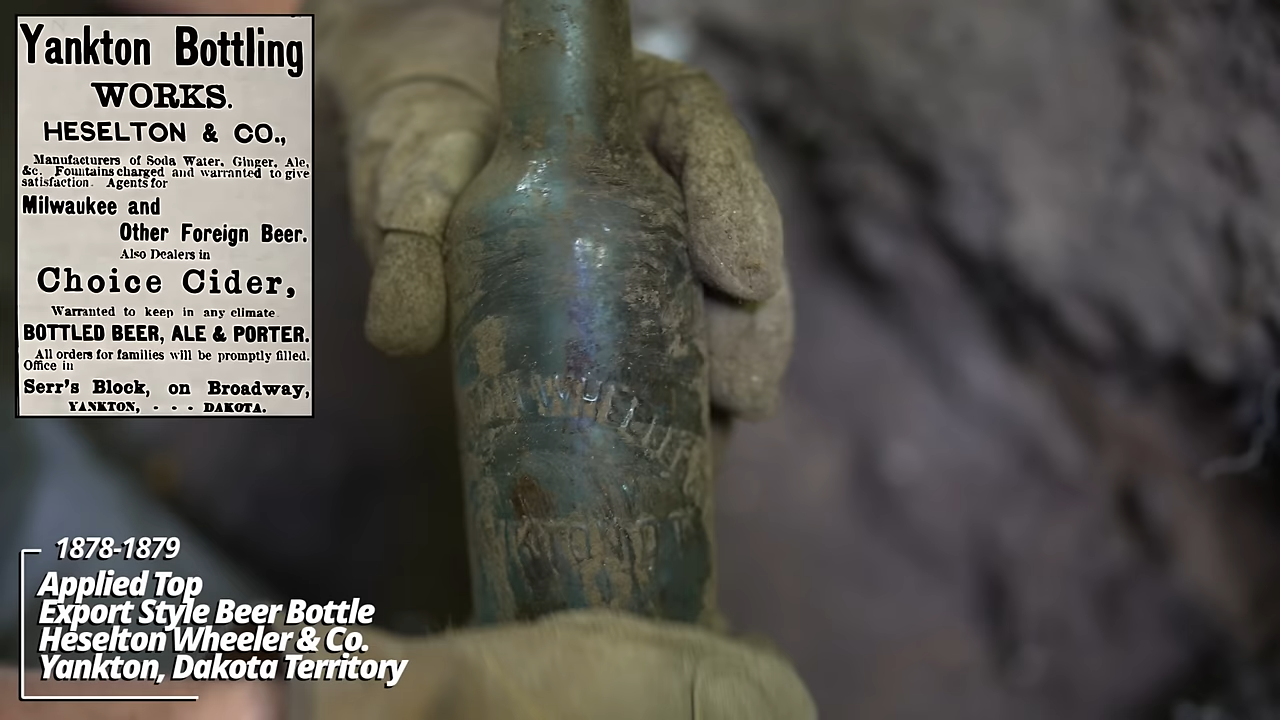 Yankton Bottling
WORKS.
HESELTON & CO.,
Manufacturers of Soda Water, Ginger, Ale,
&c. Fountains charged and warranted to give
satisfaction. Agents for
Milwaukee and
Other Foreign Beer.
Also Dealers in
Choice Cider,
Warranted to keep in any climate
BOTTLED BEER, ALE & PORTER.
All orders for families will be promptly filled.
Office in
Serr's Block, on Broadway,
YANKTON, - - - DAKOTA.
1878-1879
Applied Top
Export Style Beer Bottle
Heselton Wheeler & Co.
Yankton, Dakota Territory